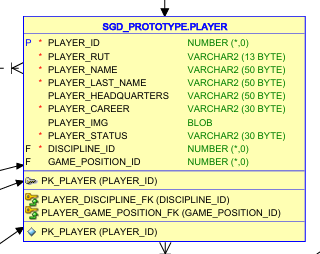 SGD_PROTOTYPE.PLAYER
P * PLAYER_ID NUMBER (*,0)
* PLAYER_RUT VARCHAR2 (13 BYTE)
* PLAYER_NAME VARCHAR2 (50 BYTE)
* PLAYER_LAST_NAME VARCHAR2 (50 BYTE)
PLAYER_HEADQUARTERS VARCHAR2 (50 BYTE)
* PLAYER_CAREER VARCHAR2 (30 BYTE)
PLAYER_IMG BLOB
* PLAYER_STATUS VARCHAR2 (30 BYTE)
F * DISCIPLINE_ID NUMBER (*,0)
F GAME_POSITION_ID NUMBER (*,0)
PK_PLAYER (PLAYER_ID)
PLAYER_DISCIPLINE_FK (DISCIPLINE_ID)
PLAYER_GAME_POSITION_FK (GAME_POSITION_ID)
PK_PLAYER (PLAYER_ID)